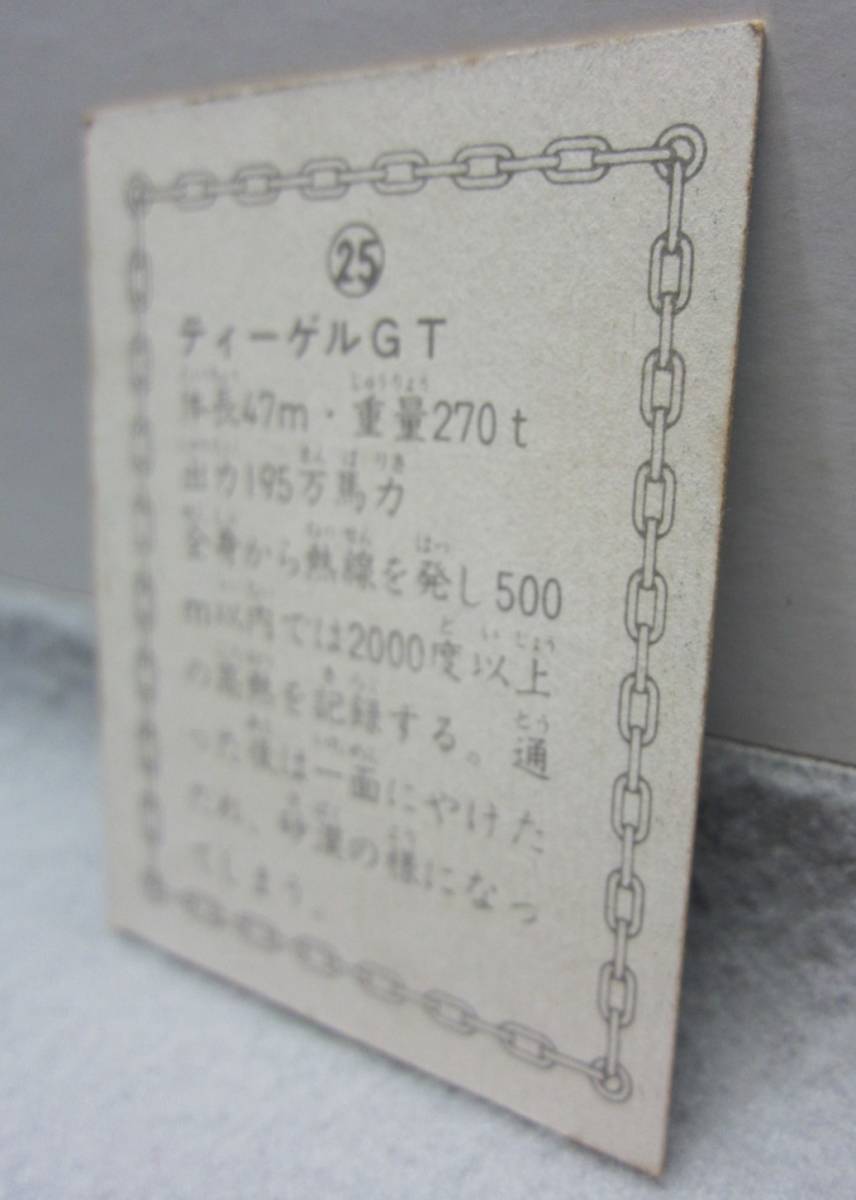 25
ティーゲルGT
体長47m・重量270t
出力195万馬力
全身から熱線を発し500
m以内では2000度以上
の高熱を記録する。通
った後は一面にやけた
だれ、砂漠の様になっ
てしまう。